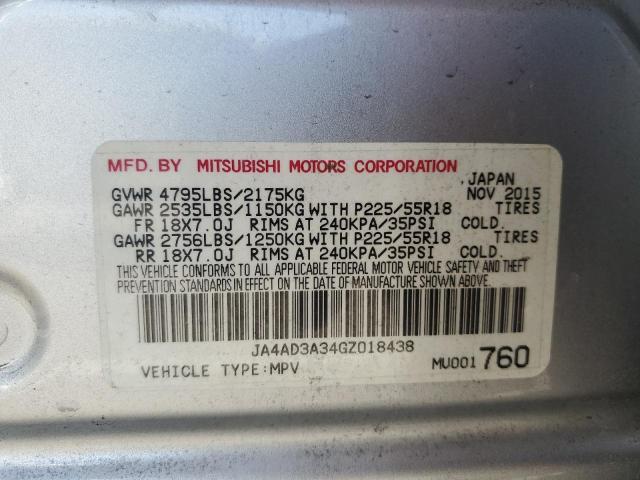 MFD. BY MITSUBISHI MOTORS CORPORATION
, JAPAN
GVWR 4795LBS/2175KG NOV 2015
GAWR 2535LBS/1150KG WITH P225/55R18 TIRES
FR 18X7.0J RIMS AT 240KPA/35PSI COLD.
GAWR 2756LBS/1250KG WITH P225/55R18 TIRES
RR 18X7.0J RIMS AT 240KPA/35PSI COLD.
THIS VEHICLE CONFORMS TO ALL APPLICABLE FEDERAL MOTOR VEHICLE SAFETY AND THEFT
PREVENTION STANDARDS IN EFFECT ON THE DATE OF MANUFACTURE SHOWN ABOVE.
JA4AD3A34GZ018438
VEHICLE TYPE:MPV MU001760